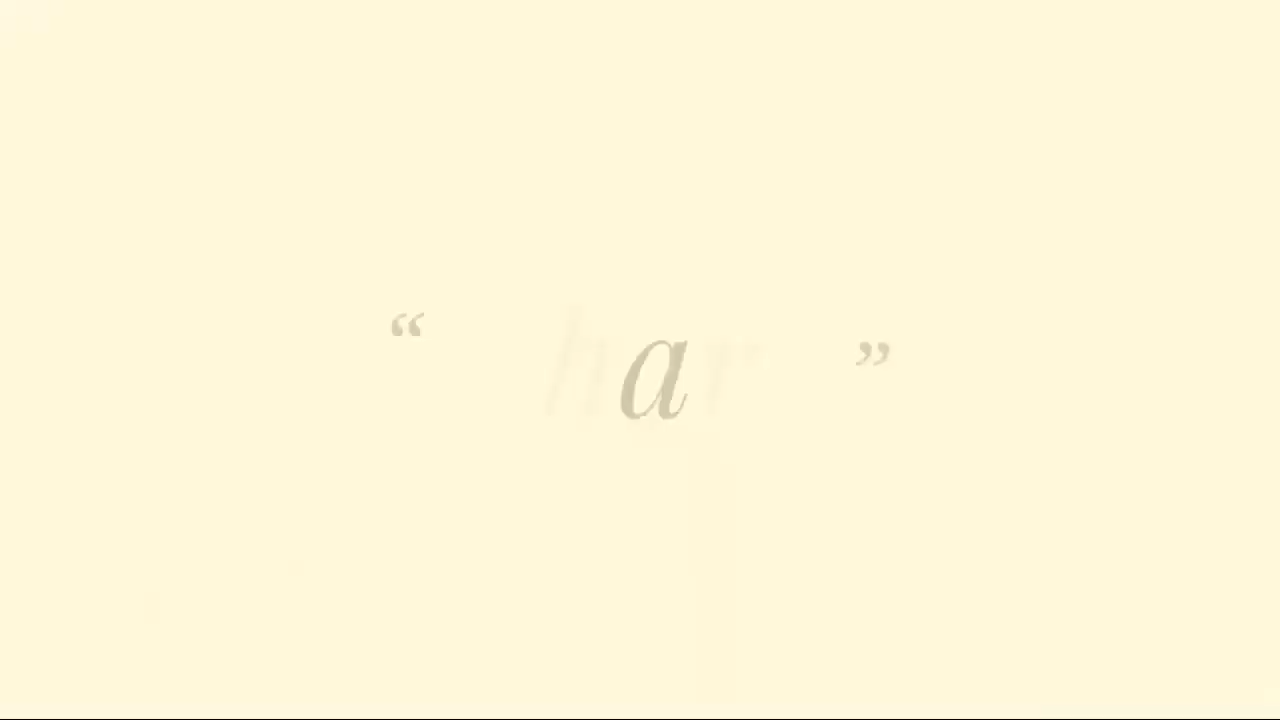 “ har ”